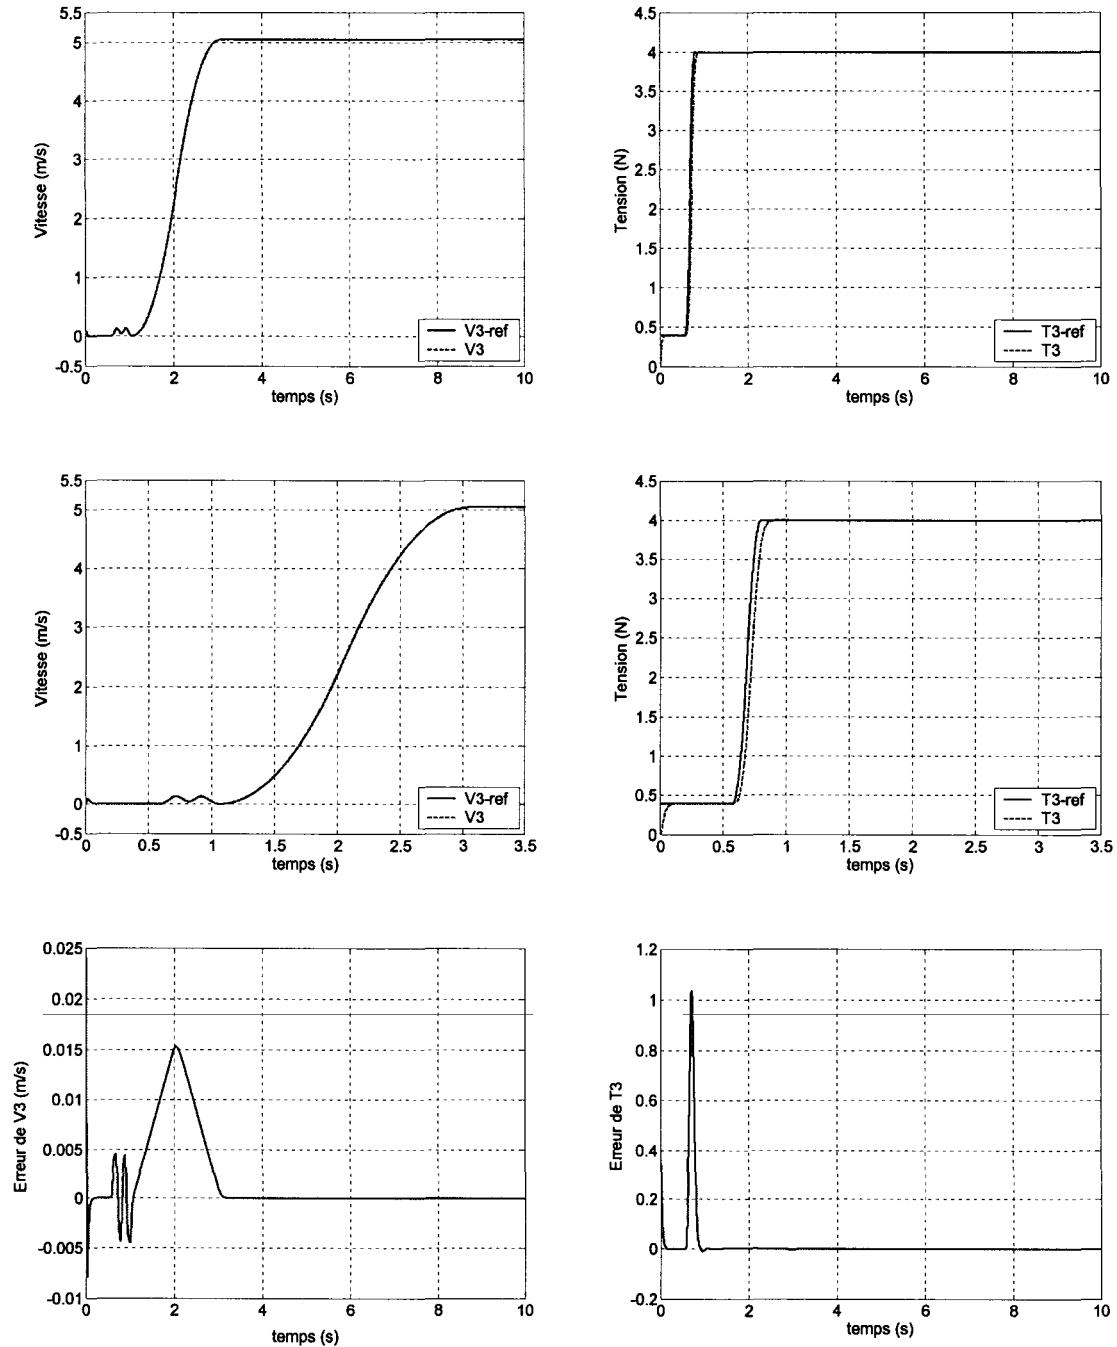 5.5
5
4
3
2
1
0
-0.5
Vitesse (m/s)
V3-ref
V3
0 2 4 6 8 10
temps (s)
4.5
4
3.5
3
2.5
2
1.5
1
0.5
0
Tension (N)
T3-ref
T3
0 2 4 6 8 10
temps (s)
5.5
5
4
3
2
1
0
-0.5
Vitesse (m/s)
V3-ref
V3
0 0.5 1 1.5 2 2.5 3 3.5
temps (s)
4.5
4
3.5
3
2.5
2
1.5
1
0.5
0
Tension (N)
T3-ref
T3
0 0.5 1 1.5 2 2.5 3 3.5
temps (s)
0.025
0.02
0.015
0.01
0.005
0
-0.005
-0.01
Erreur de V3 (m/s)
0 2 4 6 8 10
temps (s)
1.2
1
0.8
0.6
0.4
0.2
0
-0.2
Erreur de T3
0 2 4 6 8 10
temps (s)